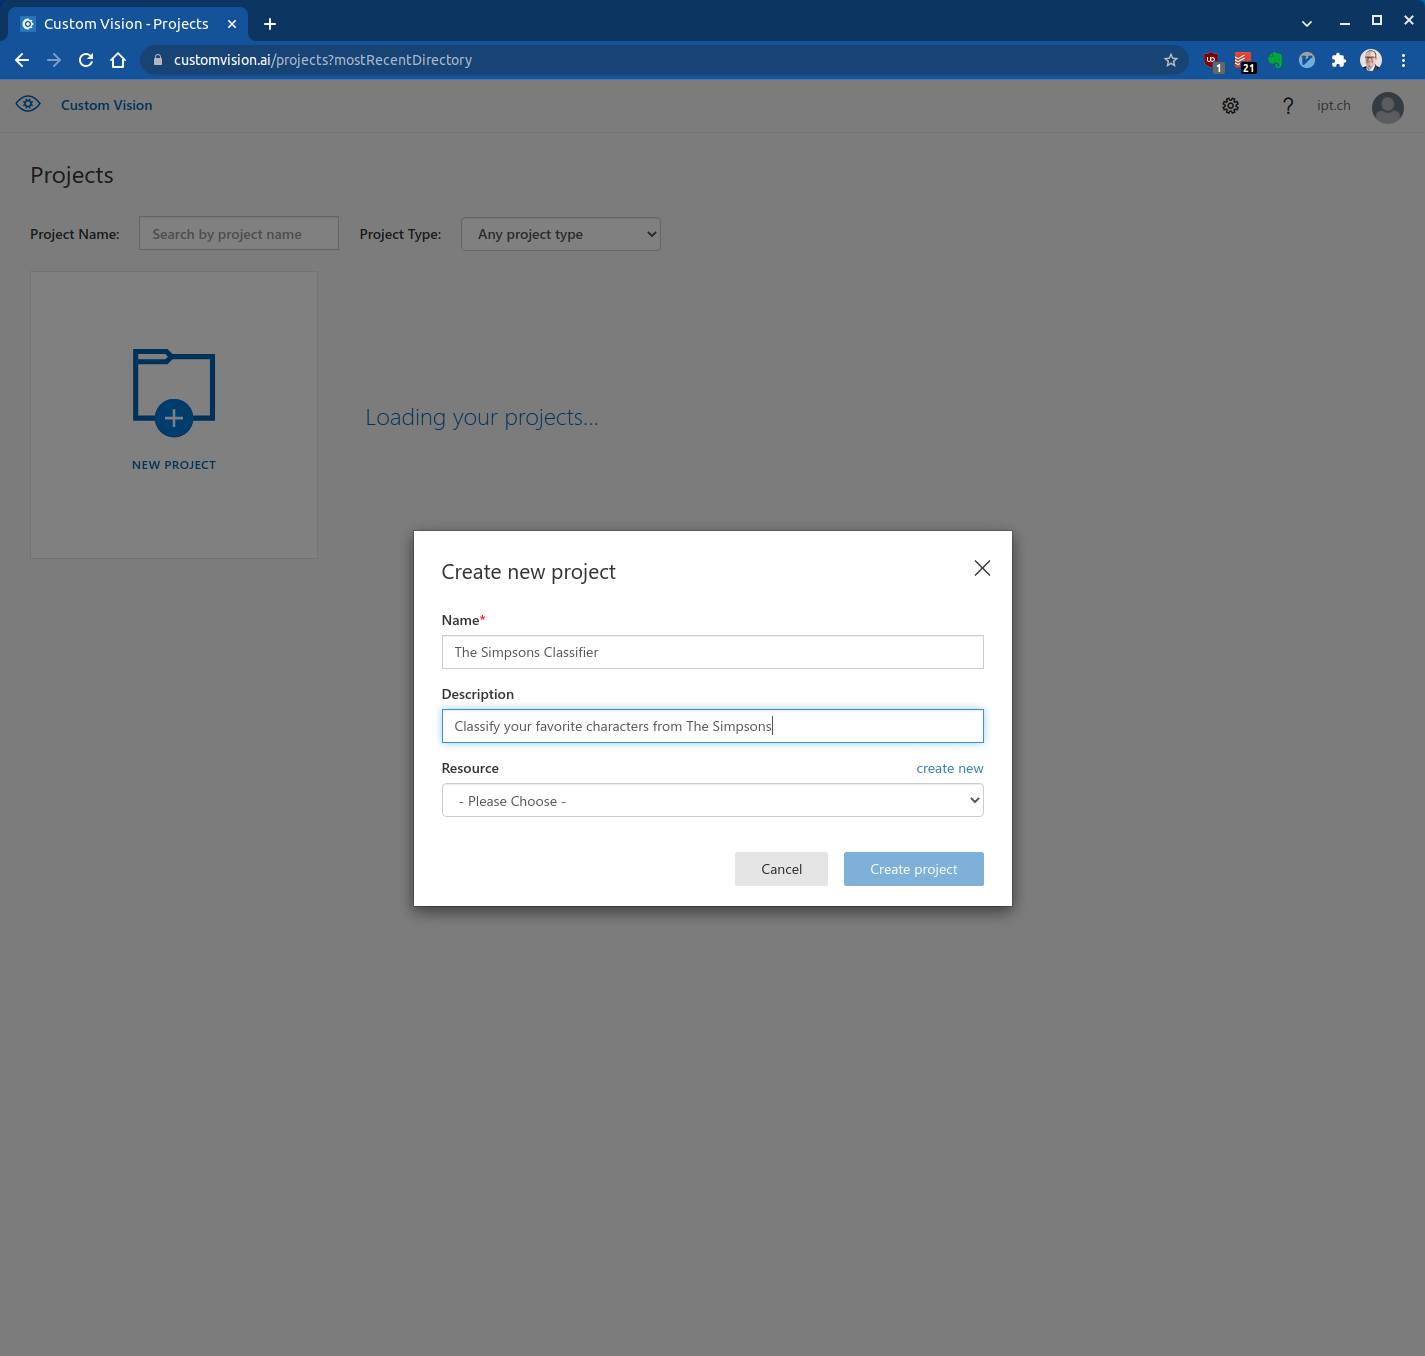 Custom Vision - Projects
customvision.ai/projects?mostRecentDirectory
1
21
Custom Vision
? ipt.ch
Projects
Project Name: Search by project name Project Type: Any project type
NEW PROJECT
Loading your projects...
Create new project
Name*
The Simpsons Classifier
Description
Classify your favorite characters from The Simpsons
Resource create new
- Please Choose -
Cancel Create project